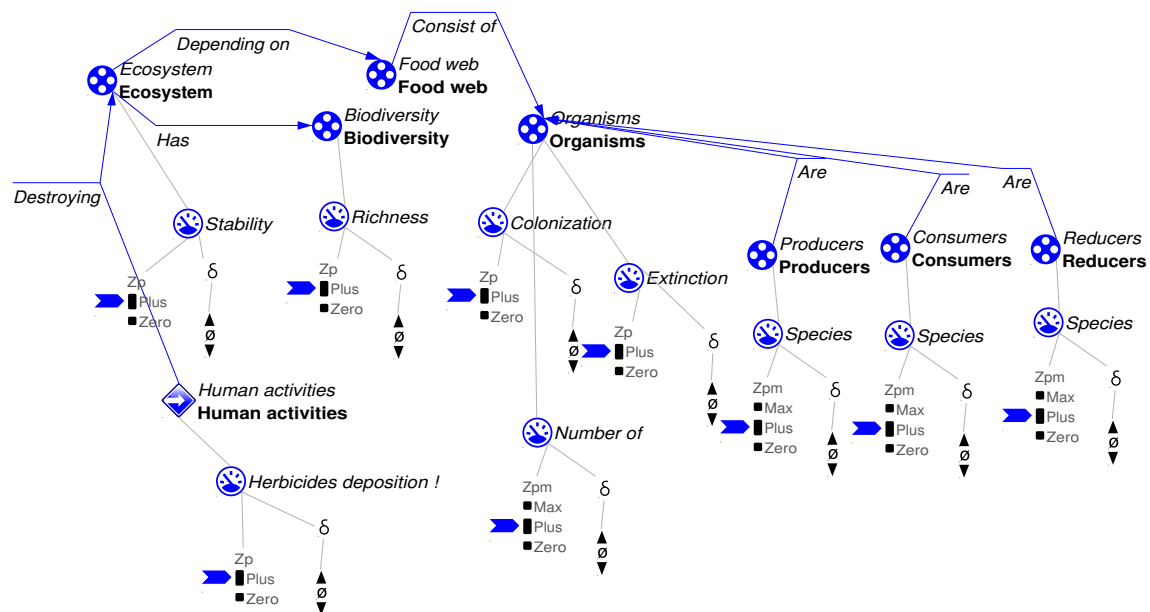 Consist of
Depending on
Ecosystem
Ecosystem
Food web
Food web
Has
Biodiversity
Biodiversity
Organisms
Organisms
Destroying
Are
Are
Are
Stability
Richness
Colonization
Extinction
Producers
Producers
Consumers
Consumers
Reducers
Reducers
Zp
Plus
Zero
δ
ø
Zp
Plus
Zero
δ
ø
Zp
Plus
Zero
δ
ø
Zp
Plus
Zero
δ
ø
Species
Zpm
Max
Plus
Zero
δ
ø
Species
Zpm
Max
Plus
Zero
δ
ø
Species
Zpm
Max
Plus
Zero
δ
ø
Human activities
Human activities
Number of
Zpm
Max
Plus
Zero
δ
ø
Herbicides deposition !
Zp
Plus
Zero
δ
ø